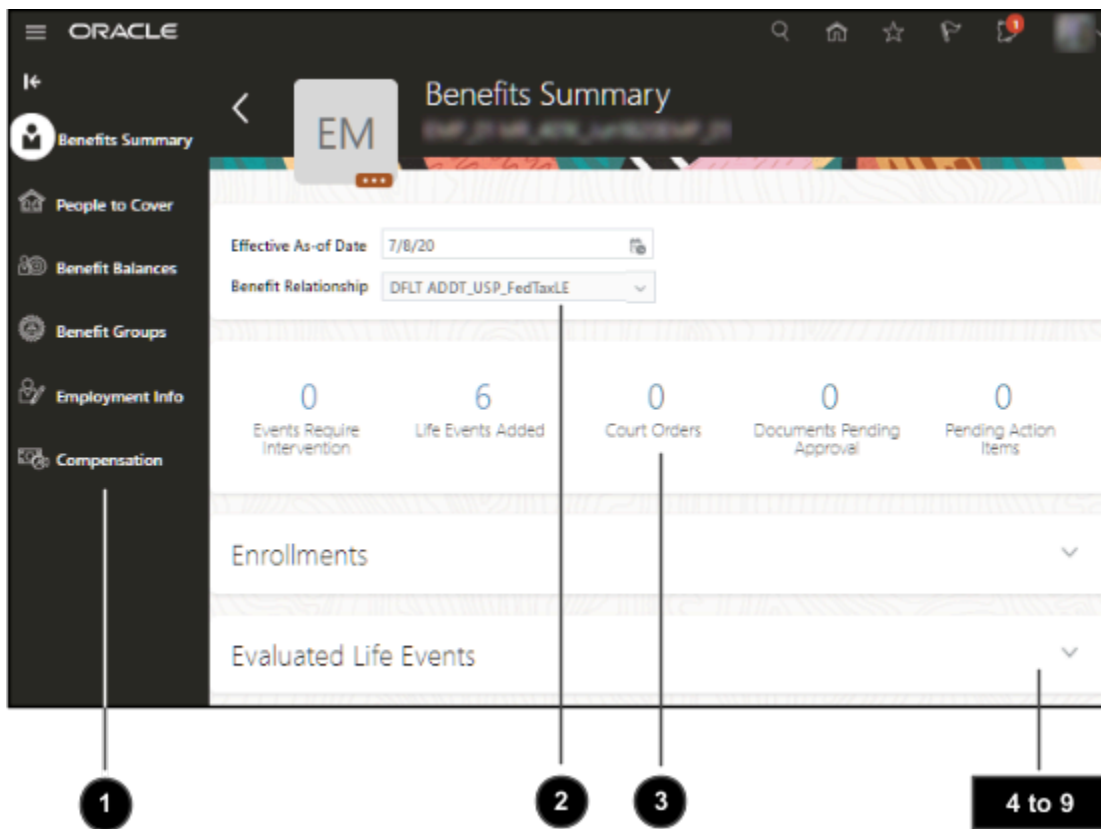 ORACLE
1
Benefits Summary
EM
Benefits Summary
People to Cover
Benefit Balances
Benefit Groups
Employment Info
Compensation
Effective As-of Date 7/8/20
Benefit Relationship DFLT ADDT_USP_FedTaxLE
0
Events Require
Intervention
6
Life Events Added
0
Court Orders
0
Documents Pending
Approval
0
Pending Action
Items
Enrollments
Evaluated Life Events
1
2
3
4 to 9